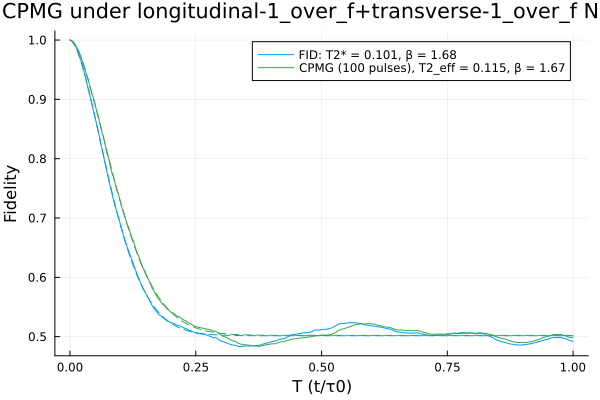 CPMG under longitudinal-1_over_f+transverse-1_over_f N
FID: T2* = 0.101, β = 1.68
CPMG (100 pulses), T2_eff = 0.115, β = 1.67
Fidelity
1.0
0.9
0.8
0.7
0.6
0.5
0.00 0.25 0.50 0.75 1.00
T (t/τ0)